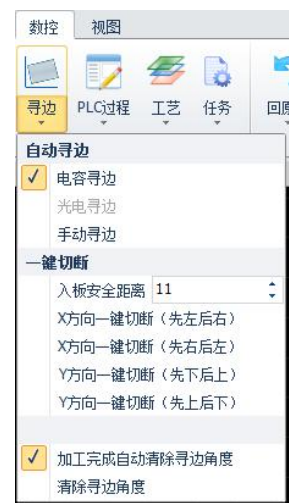 数控 视图
寻边 PLC过程 工艺 任务 回原
自动寻边
电容寻边
光电寻边
手动寻边
一键切断
入板安全距离 11
X方向一键切断（先左后右）
X方向一键切断（先右后左）
Y方向一键切断（先下后上）
Y方向一键切断（先上后下）
加工完成自动清除寻边角度
清除寻边角度